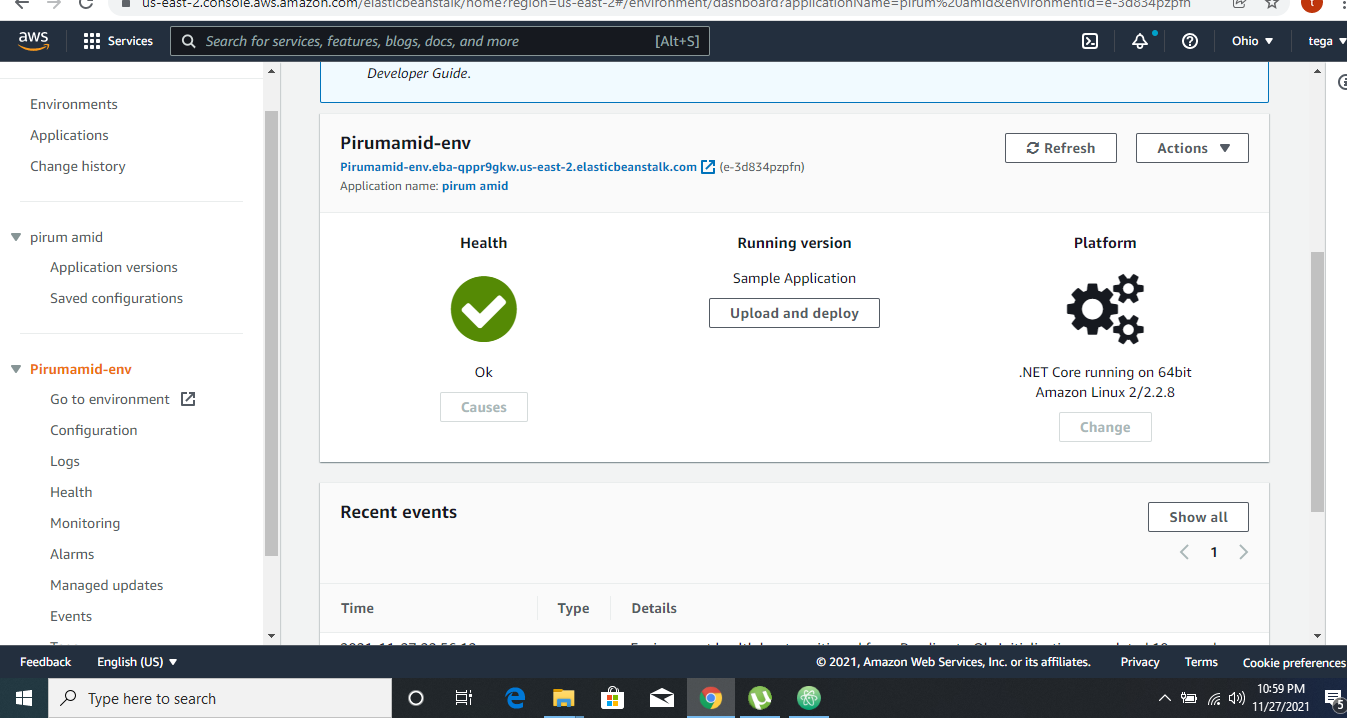 us-east-2.console.aws.amazon.com/elasticbeanstalk/home?region=us-east-2#/environment/dashboard?applicationName=pirum%20amid&environmentId=e-3d834pzpfn
t
aws
Services
Search for services, features, blogs, docs, and more [Alt+S]
Ohio ▼
tega ▼
Environments
Applications
Change history
pirum amid
Application versions
Saved configurations
Pirumamid-env
Go to environment
Configuration
Logs
Health
Monitoring
Alarms
Managed updates
Events
Developer Guide.
Pirumamid-env
Pirumamid-env.eba-qppr9gkw.us-east-2.elasticbeanstalk.com (e-3d834pzpfn)
Application name: pirum amid
Refresh
Actions ▼
Health
Ok
Causes
Running version
Sample Application
Upload and deploy
Platform
.NET Core running on 64bit
Amazon Linux 2/2.2.8
Change
Recent events
Show all
1
Time Type Details
Feedback English (US) ▼
© 2021, Amazon Web Services, Inc. or its affiliates. Privacy Terms Cookie preferences
Type here to search
10:59 PM
11/27/2021
5